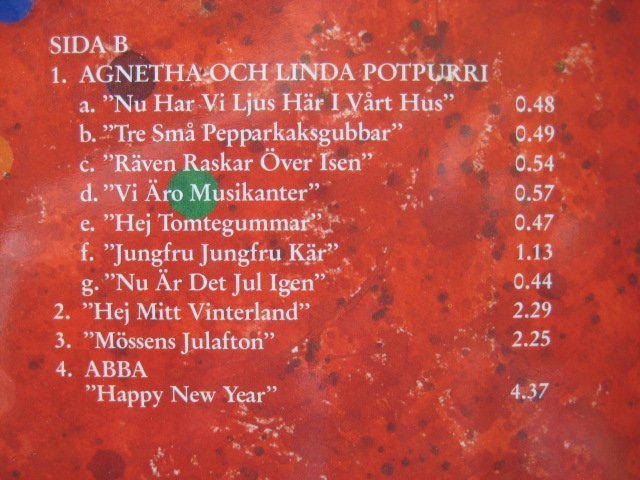 SIDA B
1. AGNETHA OCH LINDA POTPURRI
a. ”Nu Har Vi Ljus Här I Vårt Hus” 0.48
b. ”Tre Små Pepparkaksgubbar” 0.49
c. ”Räven Raskar Över Isen” 0.54
d. ”Vi Äro Musikanter” 0.57
e. ”Hej Tomtegummar” 0.47
f. ”Jungfru Jungfru Kär” 1.13
g. ”Nu Är Det Jul Igen” 0.44
2. ”Hej Mitt Vinterland” 2.29
3. ”Mössens Julafton” 2.25
4. ABBA
”Happy New Year” 4.37